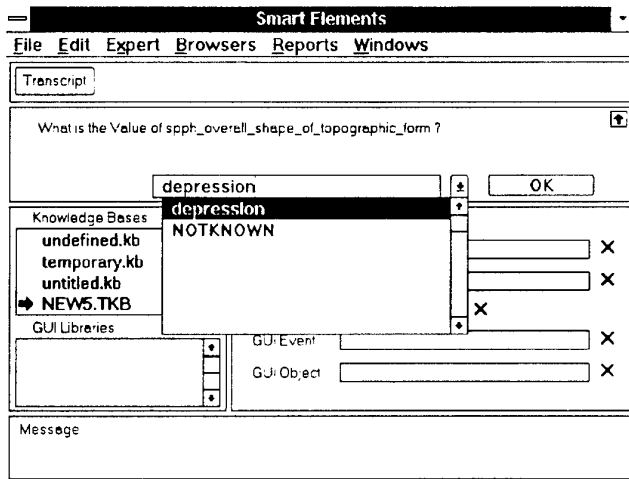 Smart Elements
File Edit Expert Browsers Reports Windows
Transcript
What is the Value of spph_overall_shape_of_topographic_form ?
depression
OK
depression
NOTKNOWN
Knowledge Bases
undefined.kb
temporary.kb
untitled.kb
NEW5.TKB
GUI Libraries
GUI Event
GUI Object
Message